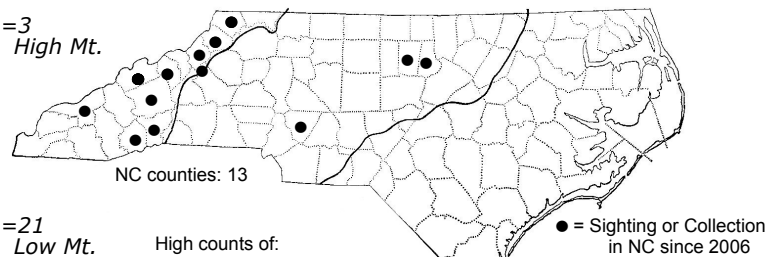 =3
High Mt.
NC counties: 13
=21
Low Mt.
High counts of:
● = Sighting or Collection
in NC since 2006